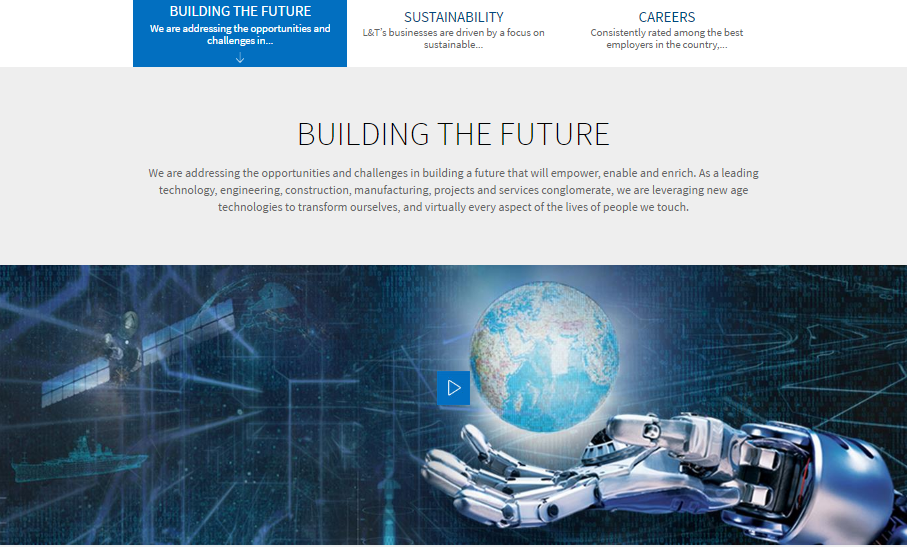 BUILDING THE FUTURE
We are addressing the opportunities and
challenges in...
SUSTAINABILITY
L&T's businesses are driven by a focus on
sustainable...
CAREERS
Consistently rated among the best
employers in the country,...
BUILDING THE FUTURE
We are addressing the opportunities and challenges in building a future that will empower, enable and enrich. As a leading
technology, engineering, construction, manufacturing, projects and services conglomerate, we are leveraging new age
technologies to transform ourselves, and virtually every aspect of the lives of people we touch.